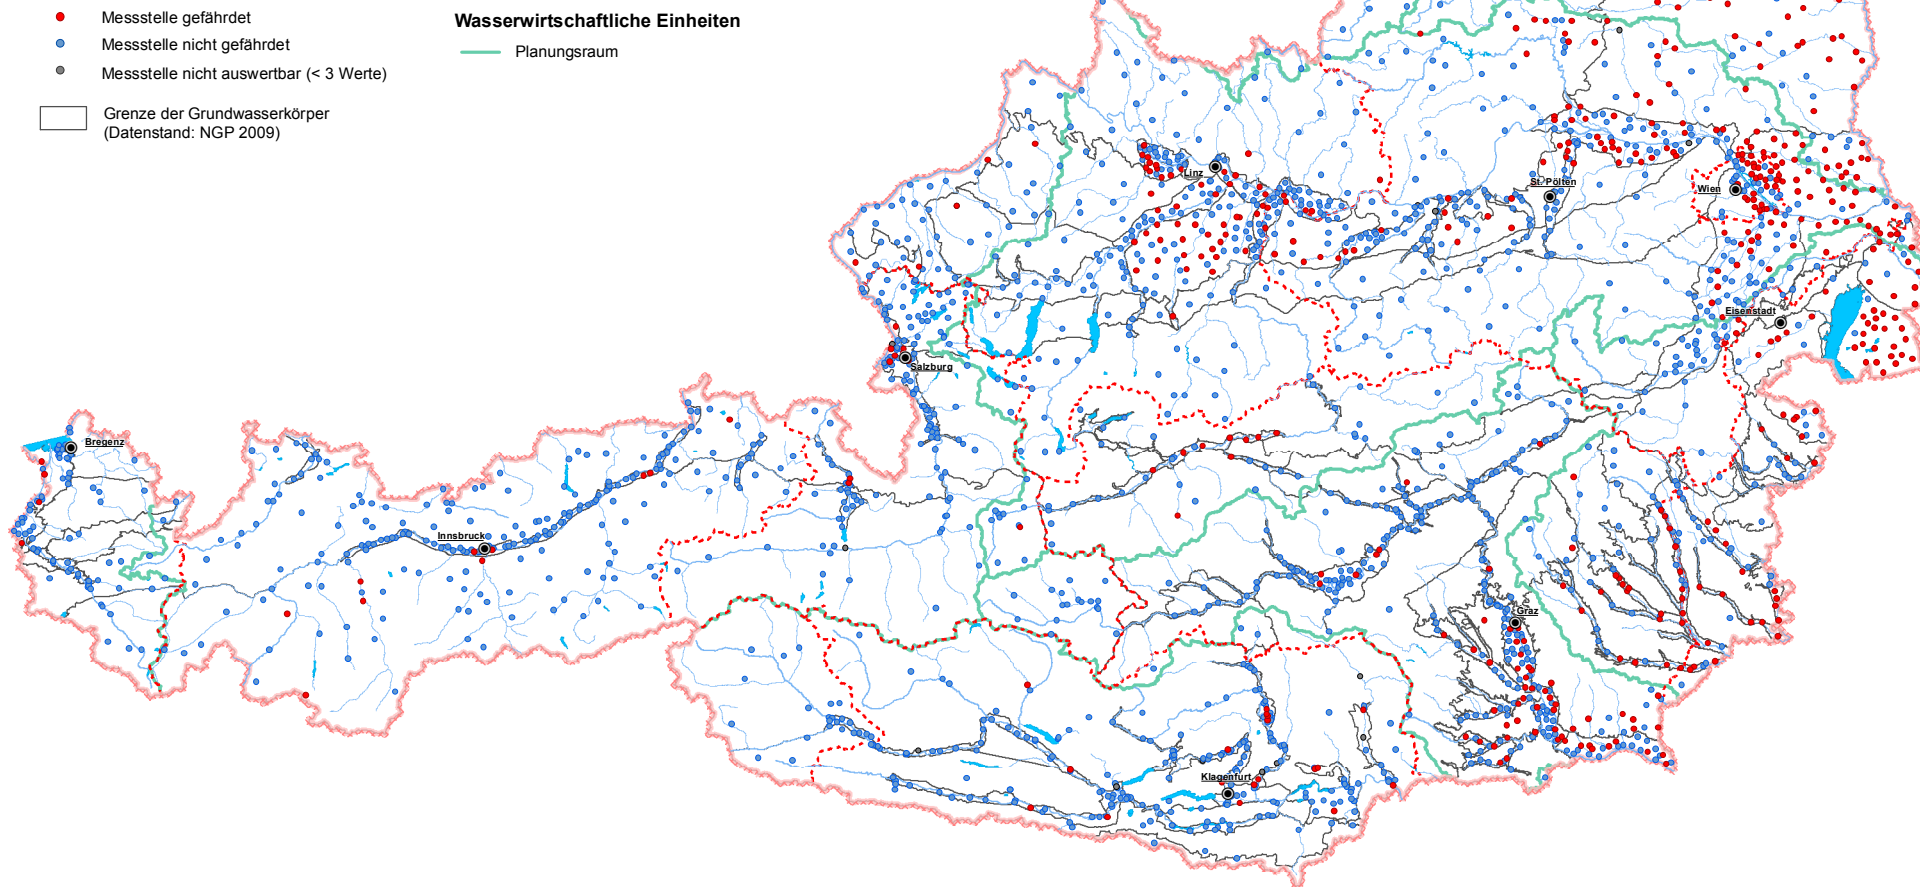 Messstelle gefährdet
Messstelle nicht gefährdet
Messstelle nicht auswertbar (< 3 Werte)
Grenze der Grundwasserkörper
(Datenstand: NGP 2009)
Wasserwirtschaftliche Einheiten
Planungsraum
Linz
St. Pölten
Wien
Eisenstadt
Salzburg
Bregenz
Innsbruck
Graz
Klagenfurt